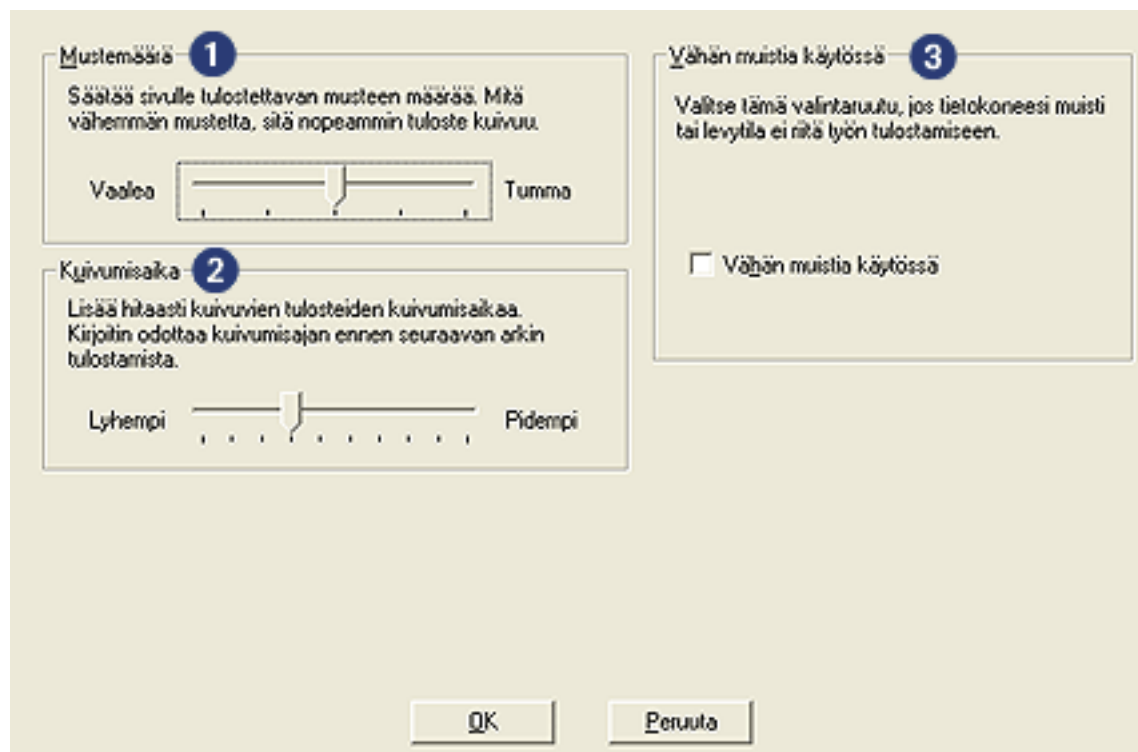 Mustemäärä 1
Säätää sivulle tulostettavan musteen määrää. Mitä
vähemmän mustetta, sitä nopeammin tuloste kuivuu.
Vaalea Tumma
Kuivumisaika 2
Lisää hitaasti kuivuvien tulosteiden kuivumisaikaa.
Kirjoitin odottaa kuivumisajan ennen seuraavan arkin
tulostamista.
Lyhempi Pidempi
Vähän muistia käytössä 3
Valitse tämä valintaruutu, jos tietokoneesi muisti
tai levytila ei riitä työn tulostamiseen.
Vähän muistia käytössä
OK Peruuta